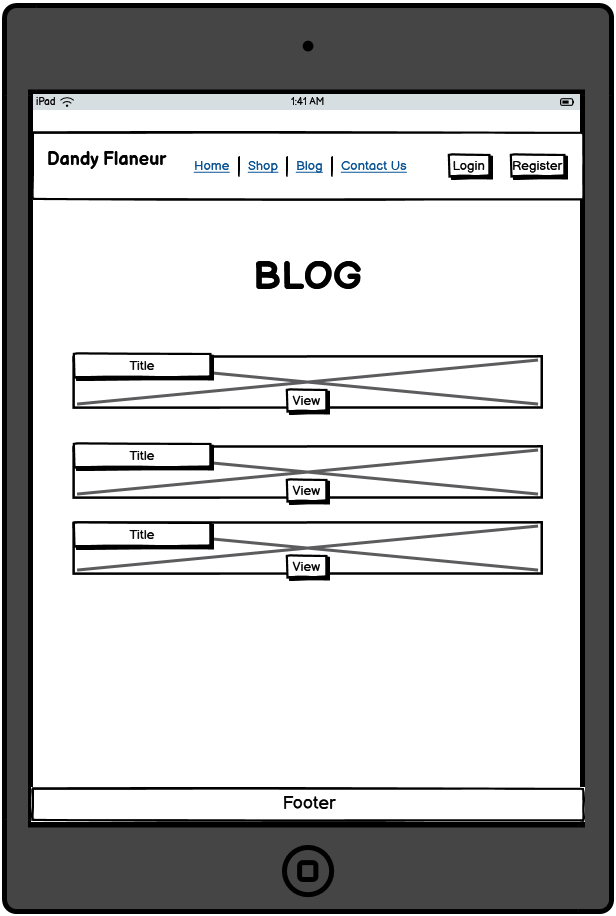 iPad 1:41 AM
Dandy Flaneur Home Shop Blog Contact Us Login Register
BLOG
Title
View
Title
View
Title
View
Footer